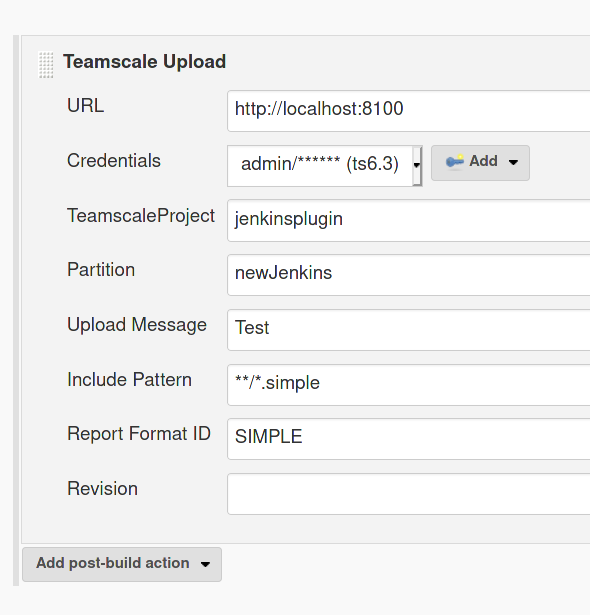 Teamscale Upload
URL http://localhost:8100
Credentials admin/****** (ts6.3) Add
TeamscaleProject jenkinsplugin
Partition newJenkins
Upload Message Test
Include Pattern **/*.simple
Report Format ID SIMPLE
Revision
Add post-build action